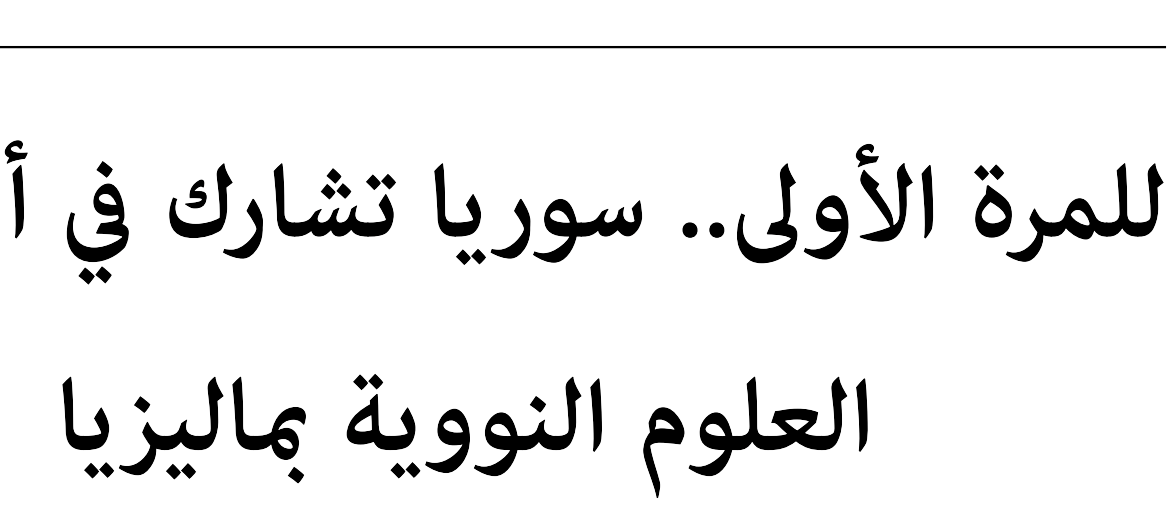 للمرة الأولى.. سوريا تشارك في أ
العلوم النووية بماليزيا